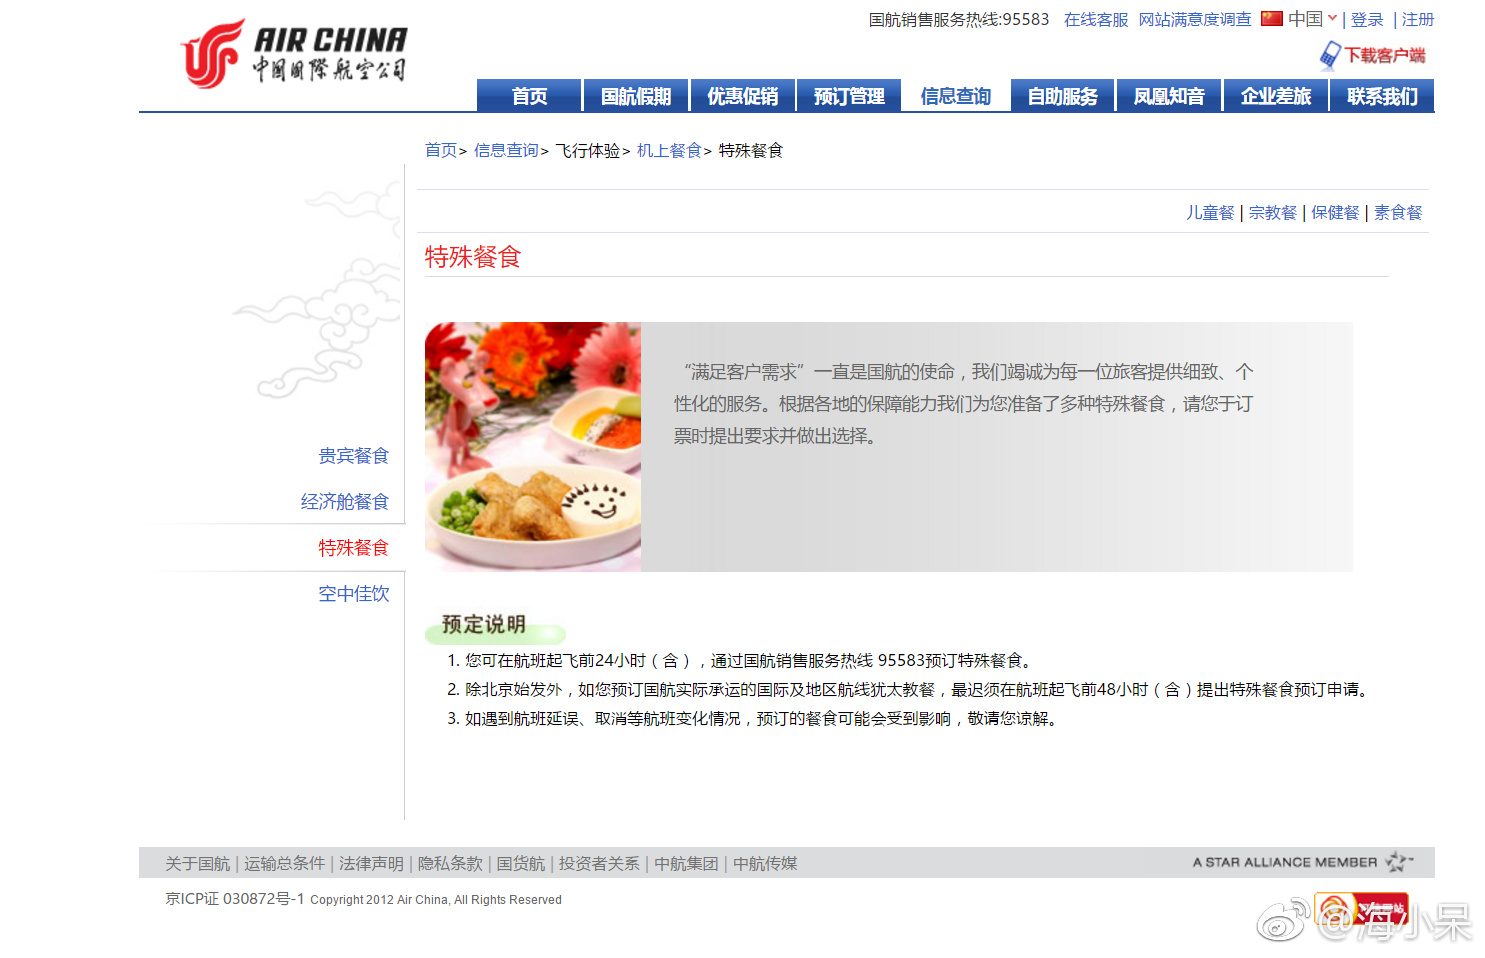 AIR CHINA
中国国际航空公司
国航销售服务热线:95583 在线客服 网站满意度调查 中国 | 登录 | 注册
下载客户端
首页 国航假期 优惠促销 预订管理 信息查询 自助服务 凤凰知音 企业差旅 联系我们
首页> 信息查询> 飞行体验> 机上餐食> 特殊餐食
儿童餐 | 宗教餐 | 保健餐 | 素食餐
特殊餐食
“满足客户需求”一直是国航的使命，我们竭诚为每一位旅客提供细致、个
性化的服务。根据各地的保障能力我们为您准备了多种特殊餐食，请您于订
票时提出要求并做出选择。
贵宾餐食
经济舱餐食
特殊餐食
空中佳饮
预定说明
1. 您可在航班起飞前24小时（含），通过国航销售服务热线 95583预订特殊餐食。
2. 除北京始发外，如您预订国航实际承运的国际及地区航线犹太教餐，最迟须在航班起飞前48小时（含）提出特殊餐食预订申请。
3. 如遇到航班延误、取消等航班变化情况，预订的餐食可能会受到影响，敬请您谅解。
关于国航 | 运输总条件 | 法律声明 | 隐私条款 | 国货航 | 投资者关系 | 中航集团 | 中航传媒
A STAR ALLIANCE MEMBER
京ICP证 030872号-1 Copyright 2012 Air China, All Rights Reserved
@海小呆